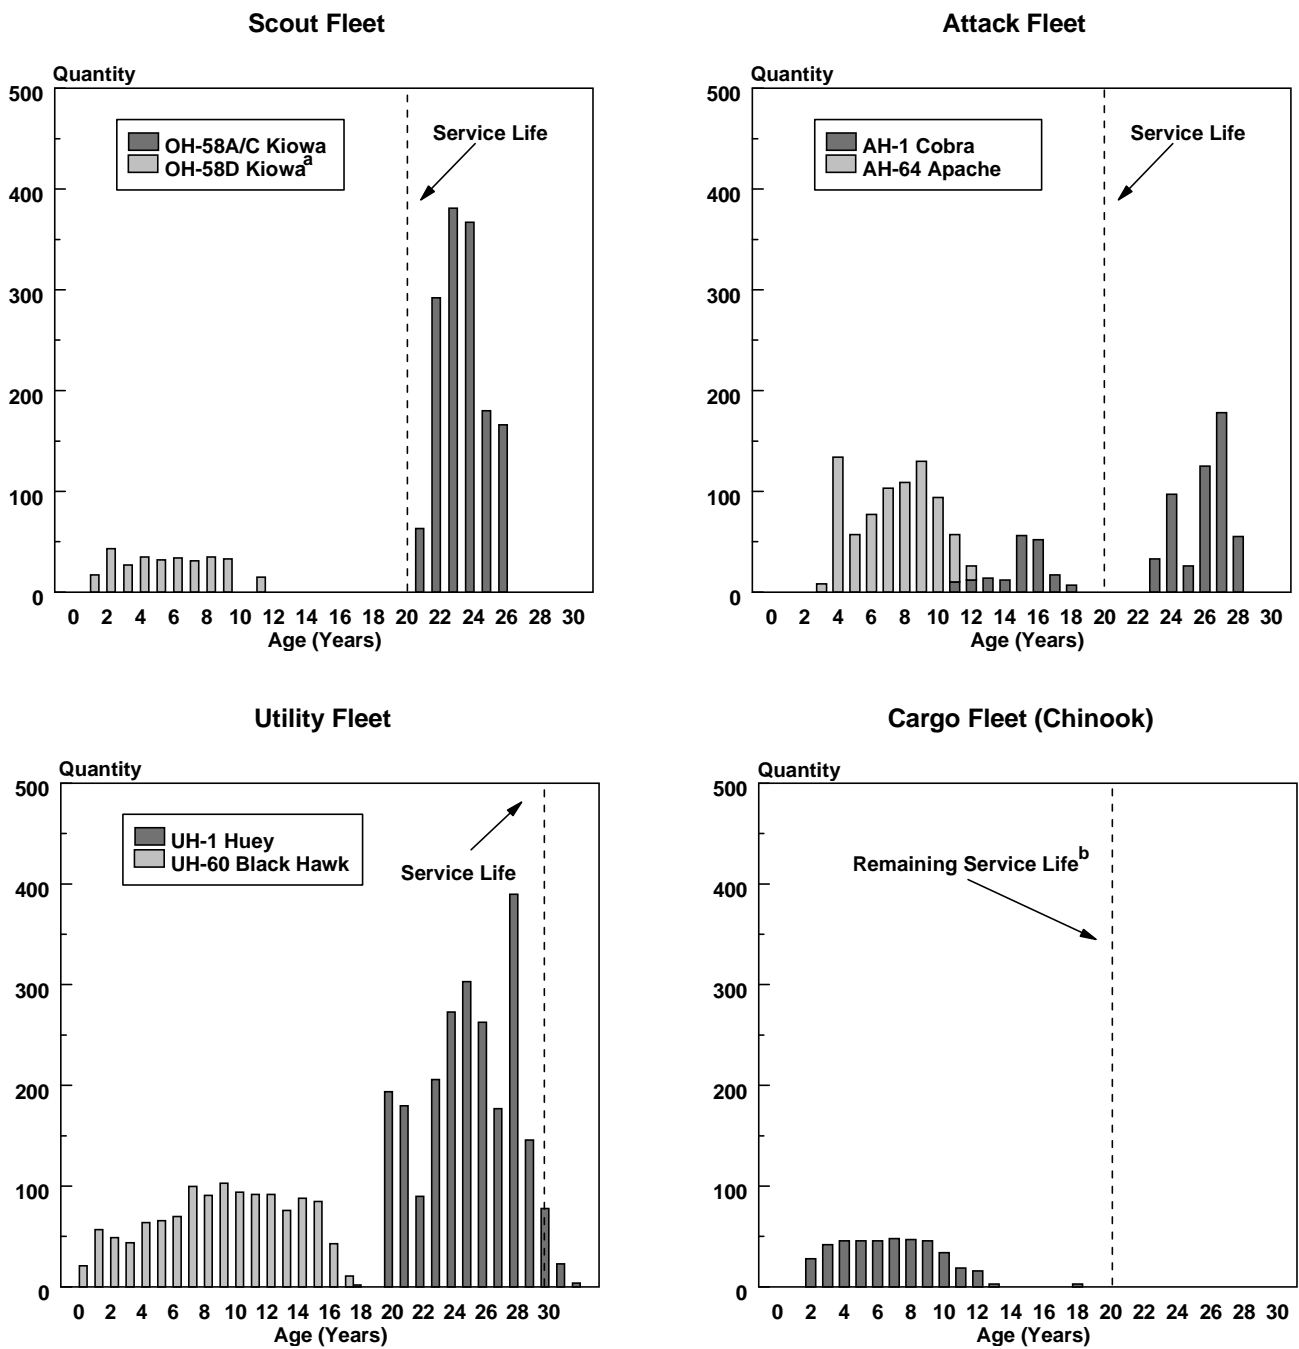 Scout Fleet
Quantity
500
400
300
200
100
0
OH-58A/C Kiowa
OH-58D Kiowa a
Service Life
0 2 4 6 8 10 12 14 16 18 20 22 24 26 28 30
Age (Years)
Attack Fleet
Quantity
500
400
300
200
100
0
AH-1 Cobra
AH-64 Apache
Service Life
0 2 4 6 8 10 12 14 16 18 20 22 24 26 28 30
Age (Years)
Utility Fleet
Quantity
500
400
300
200
100
0
UH-1 Huey
UH-60 Black Hawk
Service Life
0 2 4 6 8 10 12 14 16 18 20 22 24 26 28 30
Age (Years)
Cargo Fleet (Chinook)
Quantity
500
400
300
200
100
0
Remaining Service Life b
0 2 4 6 8 10 12 14 16 18 20 22 24 26 28 30
Age (Years)